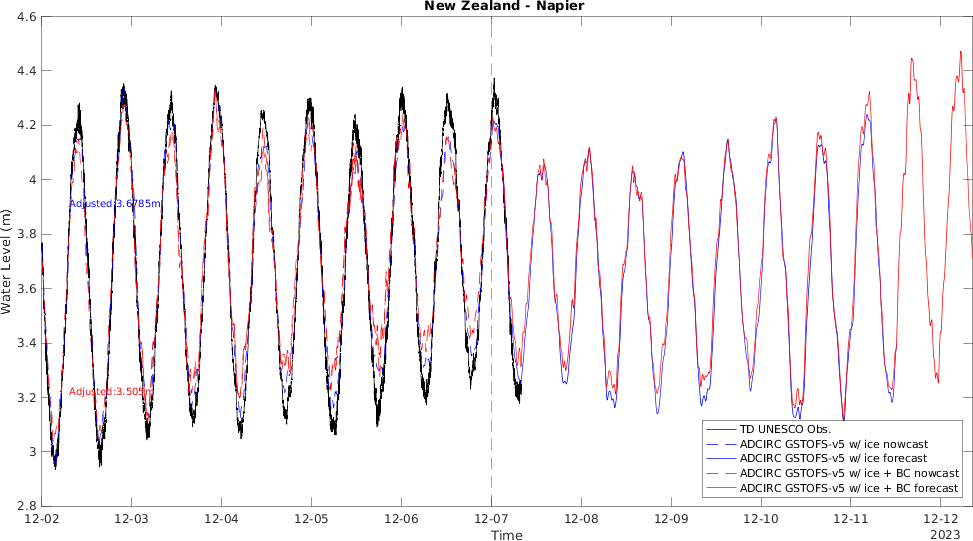 New Zealand - Napier
4.6
4.4
4.2
4
3.8
3.6
3.4
3.2
3
2.8
Water Level (m)
Adjusted:3.6785m
Adjusted:3.505m
TD UNESCO Obs.
ADCIRC GSTOFS-v5 w/ ice nowcast
ADCIRC GSTOFS-v5 w/ ice forecast
ADCIRC GSTOFS-v5 w/ ice + BC nowcast
ADCIRC GSTOFS-v5 w/ ice + BC forecast
12-02 12-03 12-04 12-05 12-06 12-07 12-08 12-09 12-10 12-11 12-12
Time
2023